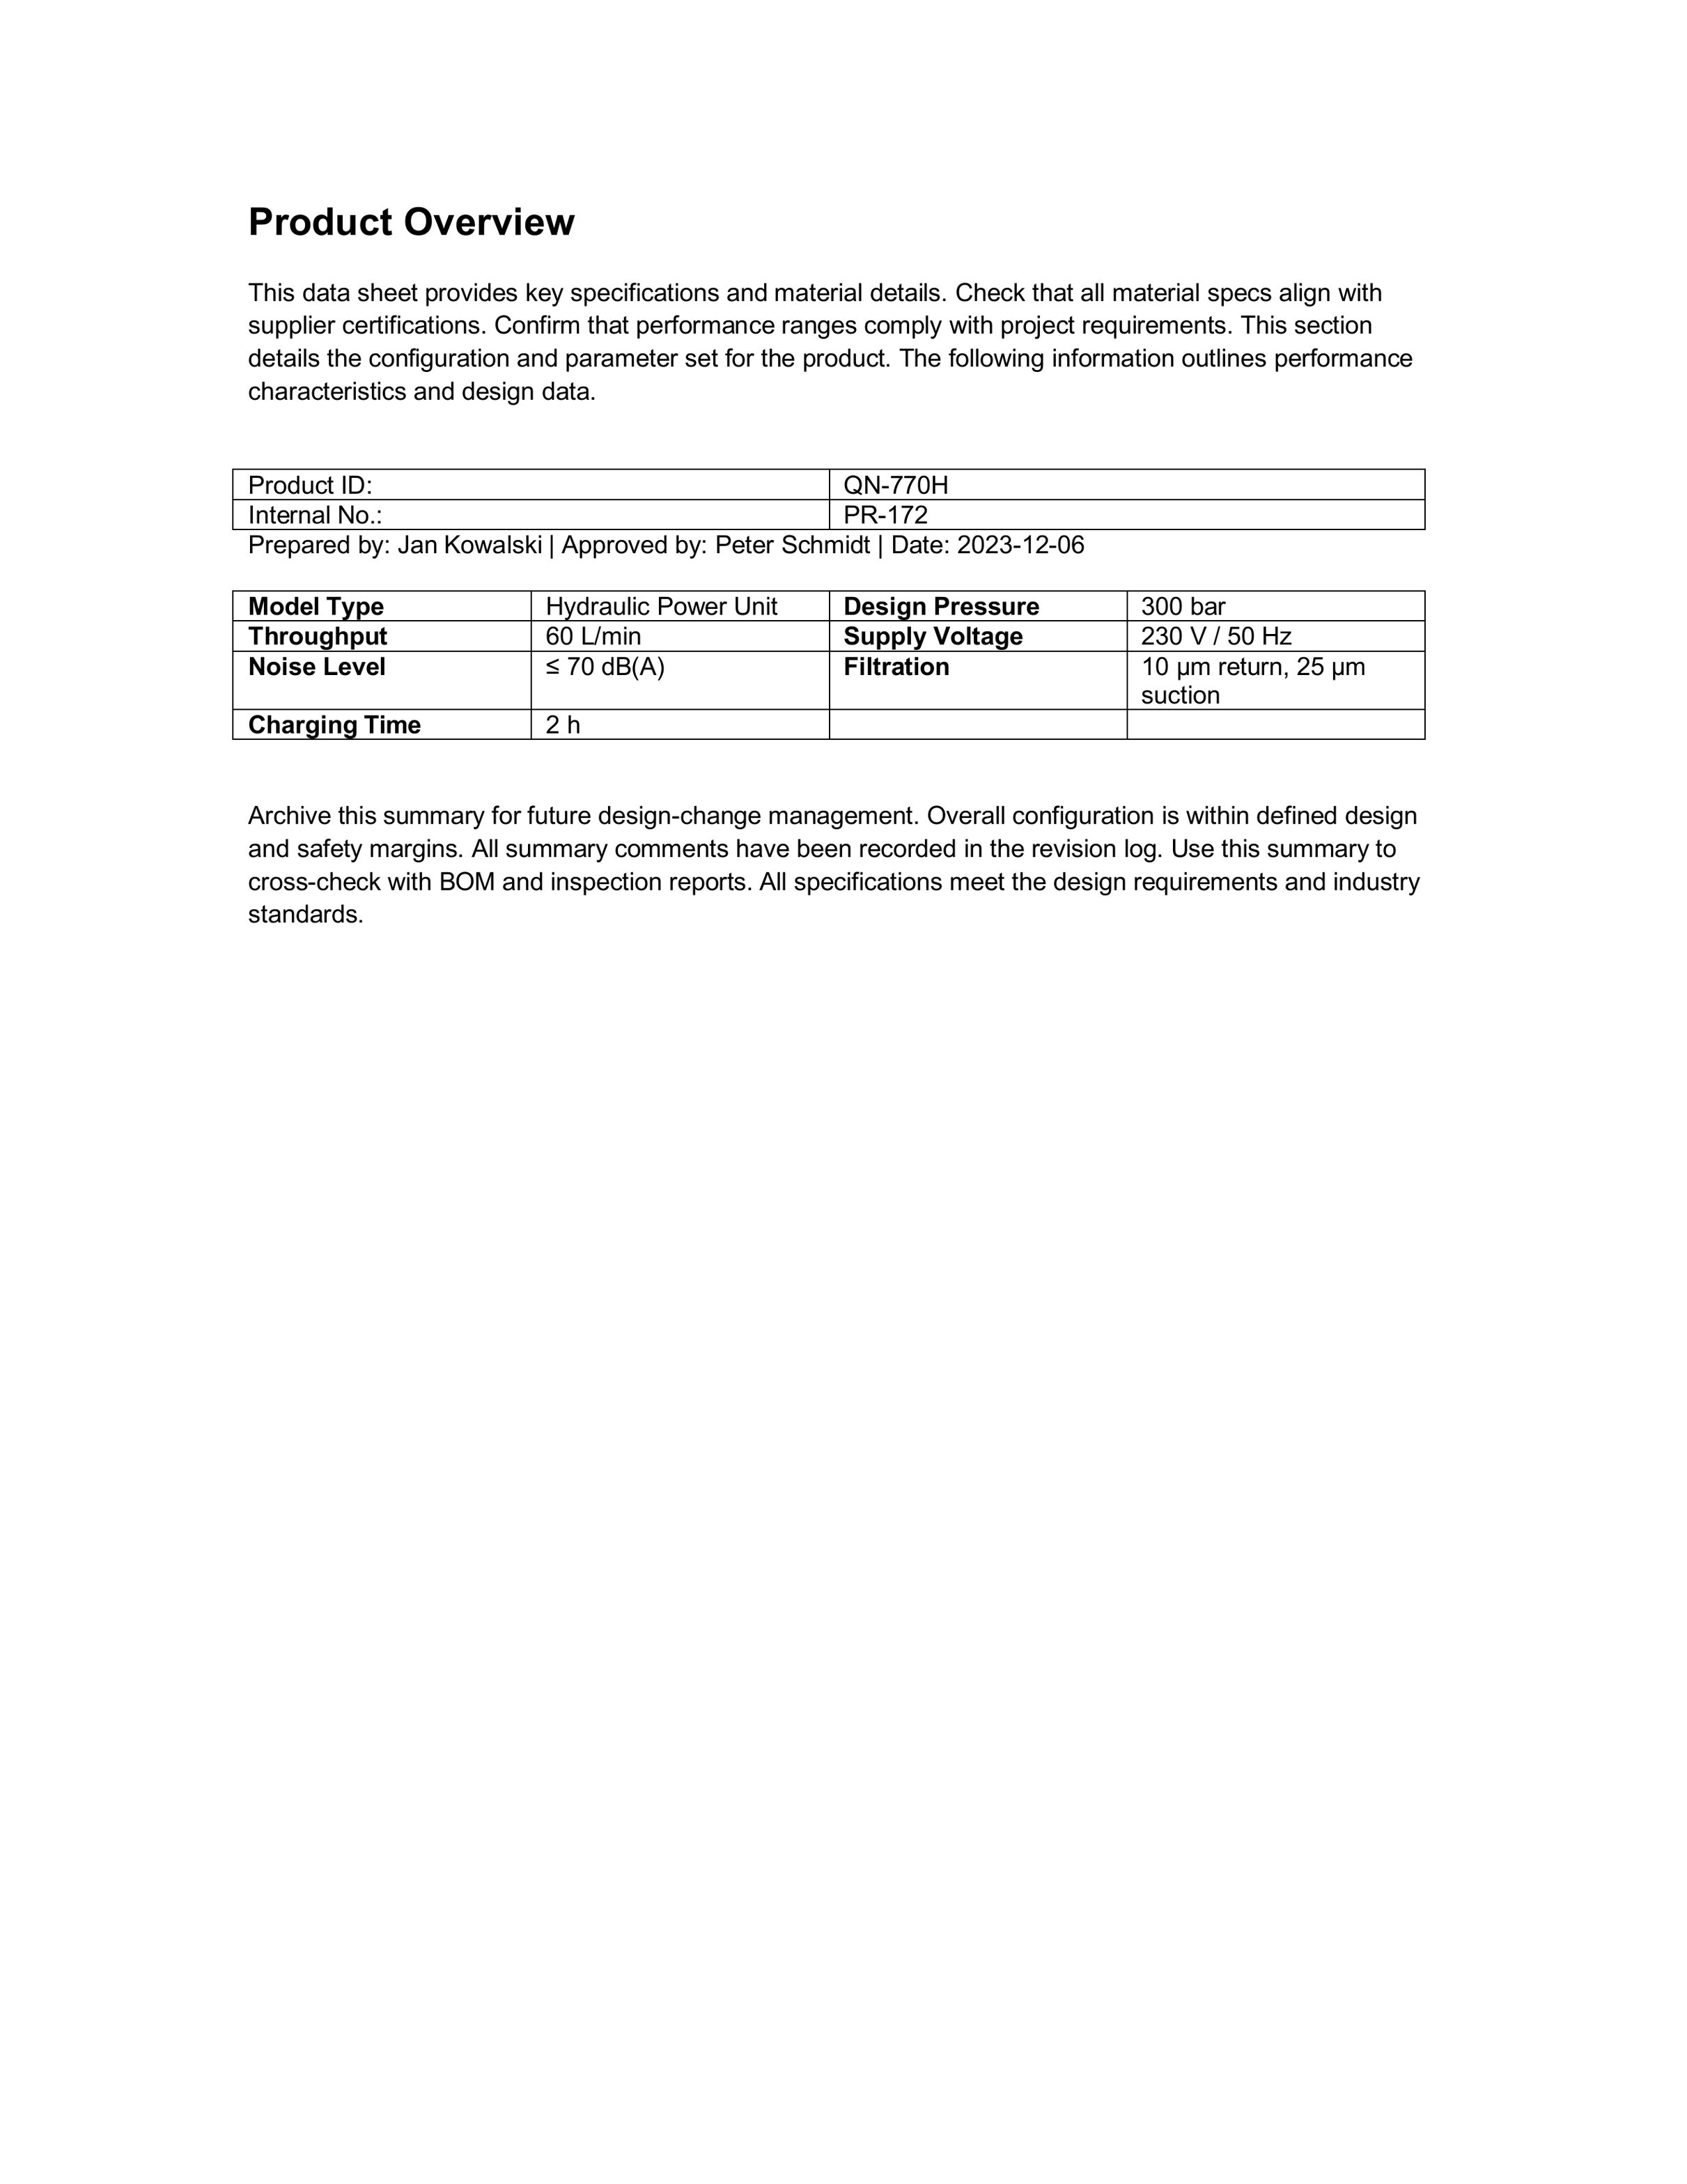 Product Overview
This data sheet provides key specifications and material details. Check that all material specs align with
supplier certifications. Confirm that performance ranges comply with project requirements. This section
details the configuration and parameter set for the product. The following information outlines performance
characteristics and design data.
Product ID: QN-770H
Internal No.: PR-172
Prepared by: Jan Kowalski | Approved by: Peter Schmidt | Date: 2023-12-06
Model Type Hydraulic Power Unit Design Pressure 300 bar
Throughput 60 L/min Supply Voltage 230 V / 50 Hz
Noise Level ≤ 70 dB(A) Filtration 10 µm return, 25 µm
suction
Charging Time 2 h
Archive this summary for future design-change management. Overall configuration is within defined design
and safety margins. All summary comments have been recorded in the revision log. Use this summary to
cross-check with BOM and inspection reports. All specifications meet the design requirements and industry
standards.